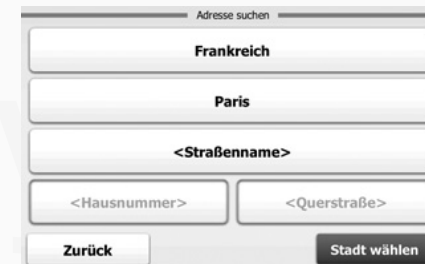 Adresse suchen
Frankreich
Paris
<Straßenname>
<Hausnummer> <Querstraße>
Zurück Stadt wählen